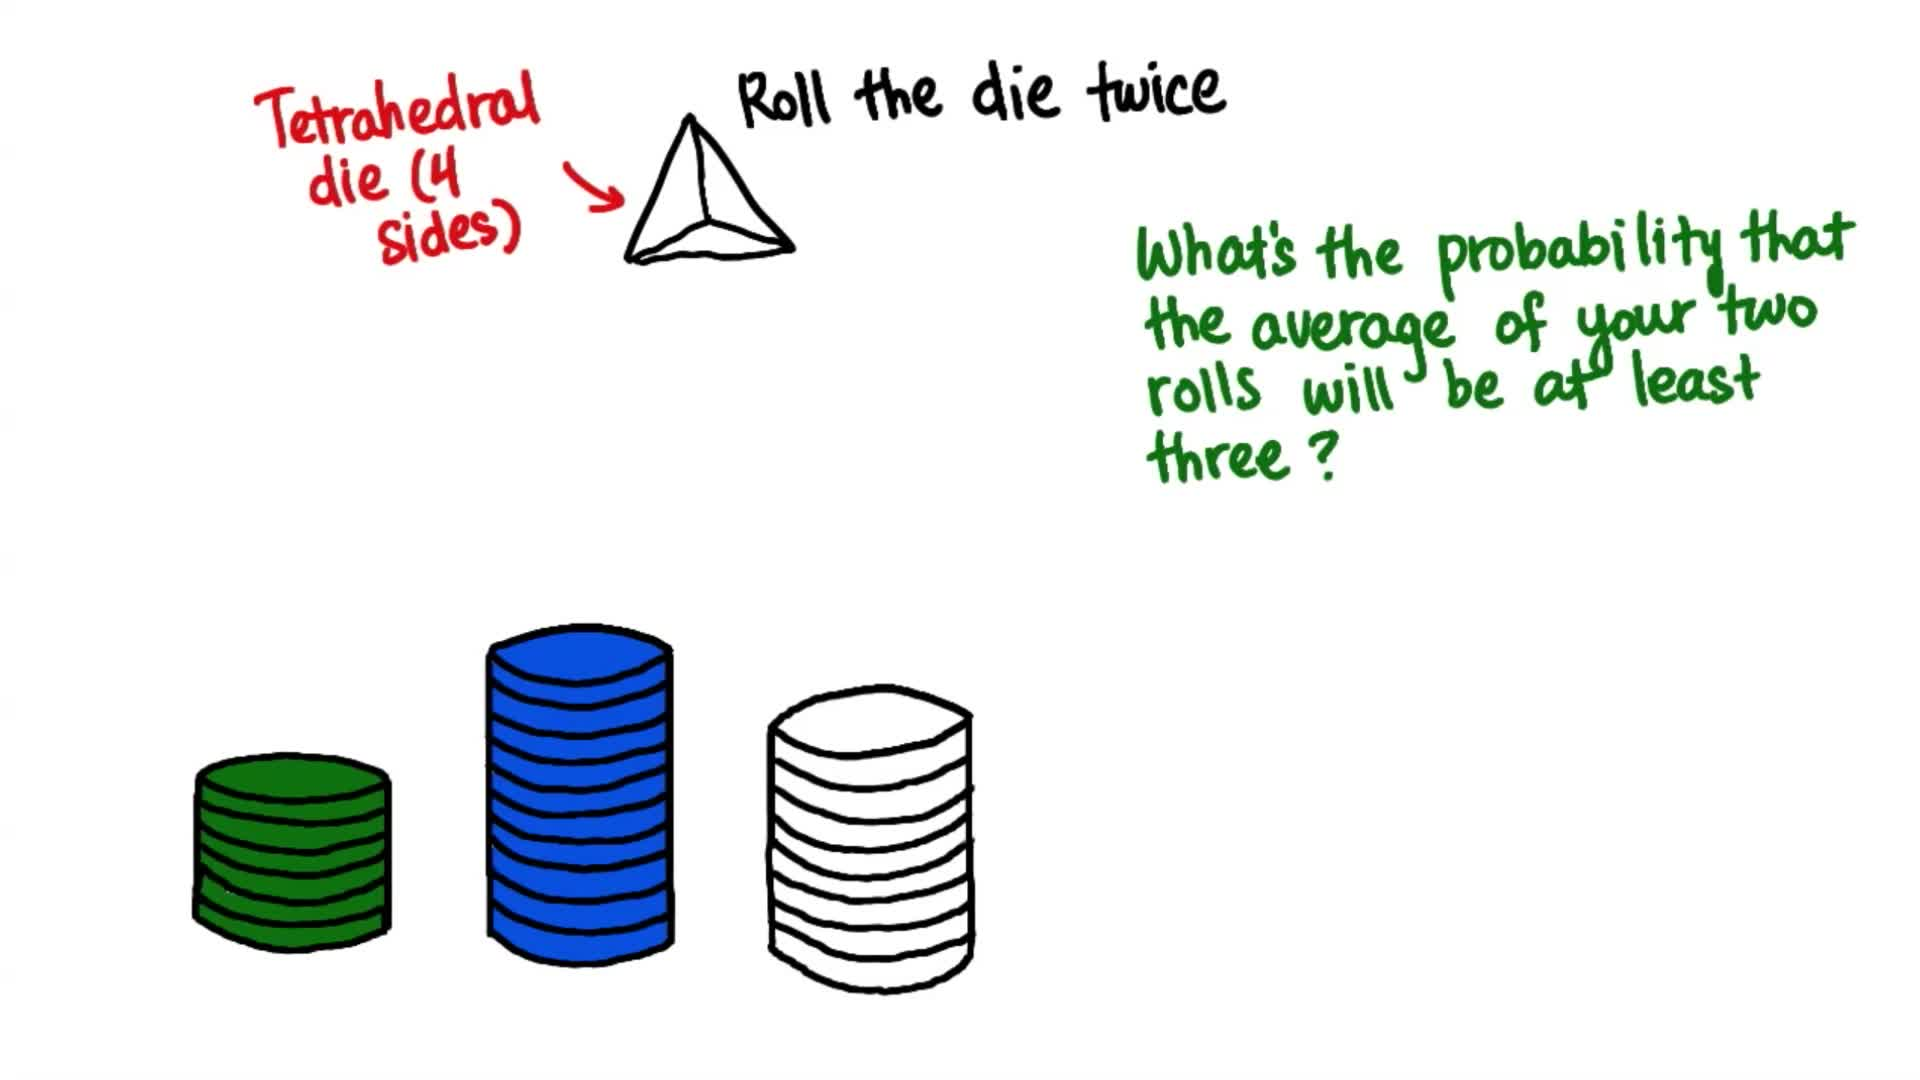 Tetrahedral
die (4
sides)
Roll the die twice
What's the probability that
the average of your two
rolls will be at least
three?